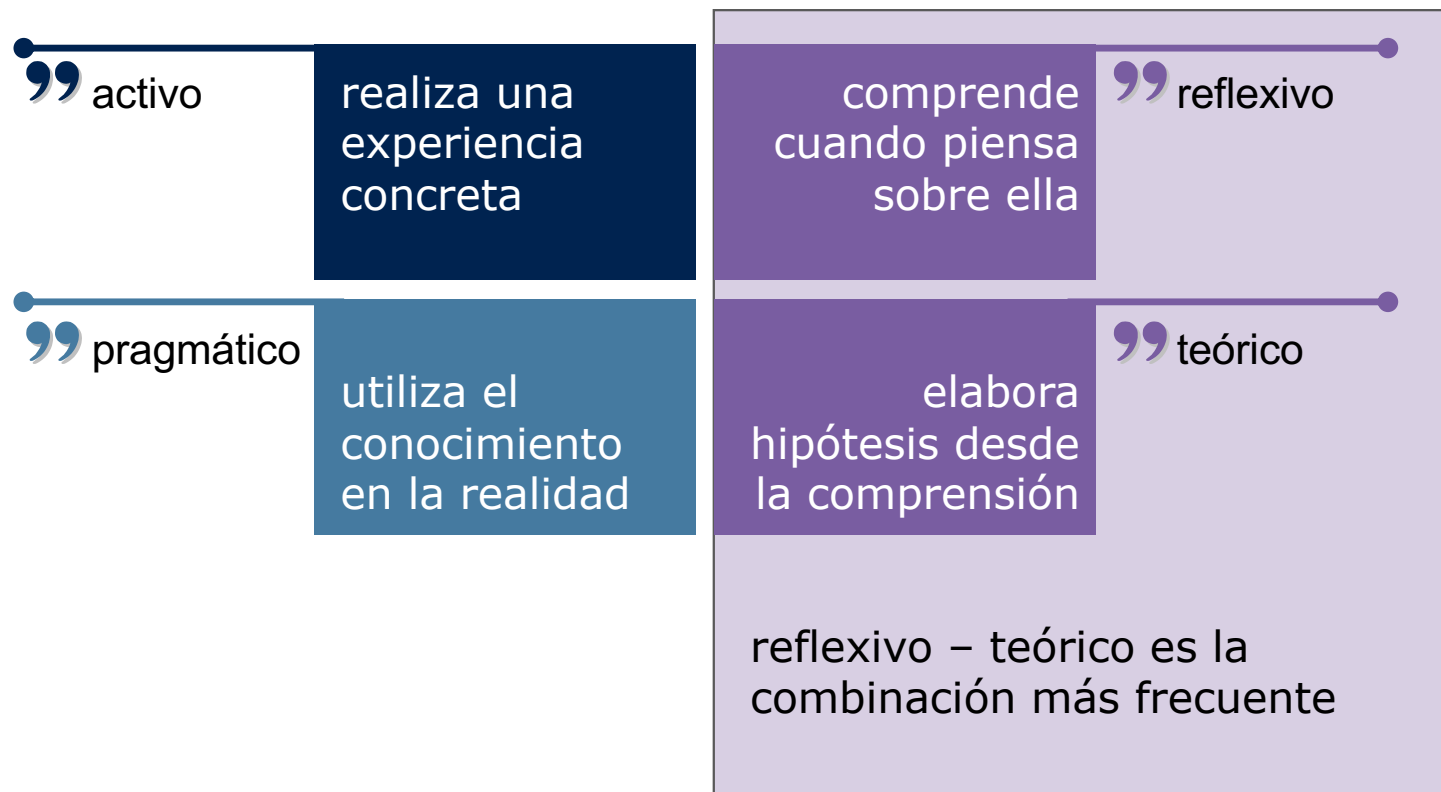 activo
realiza una
experiencia
concreta
comprende
cuando piensa
sobre ella
reflexivo
pragmático
utiliza el
conocimiento
en la realidad
elabora
hipótesis desde
la comprensión
teórico
reflexivo – teórico es la
combinación más frecuente